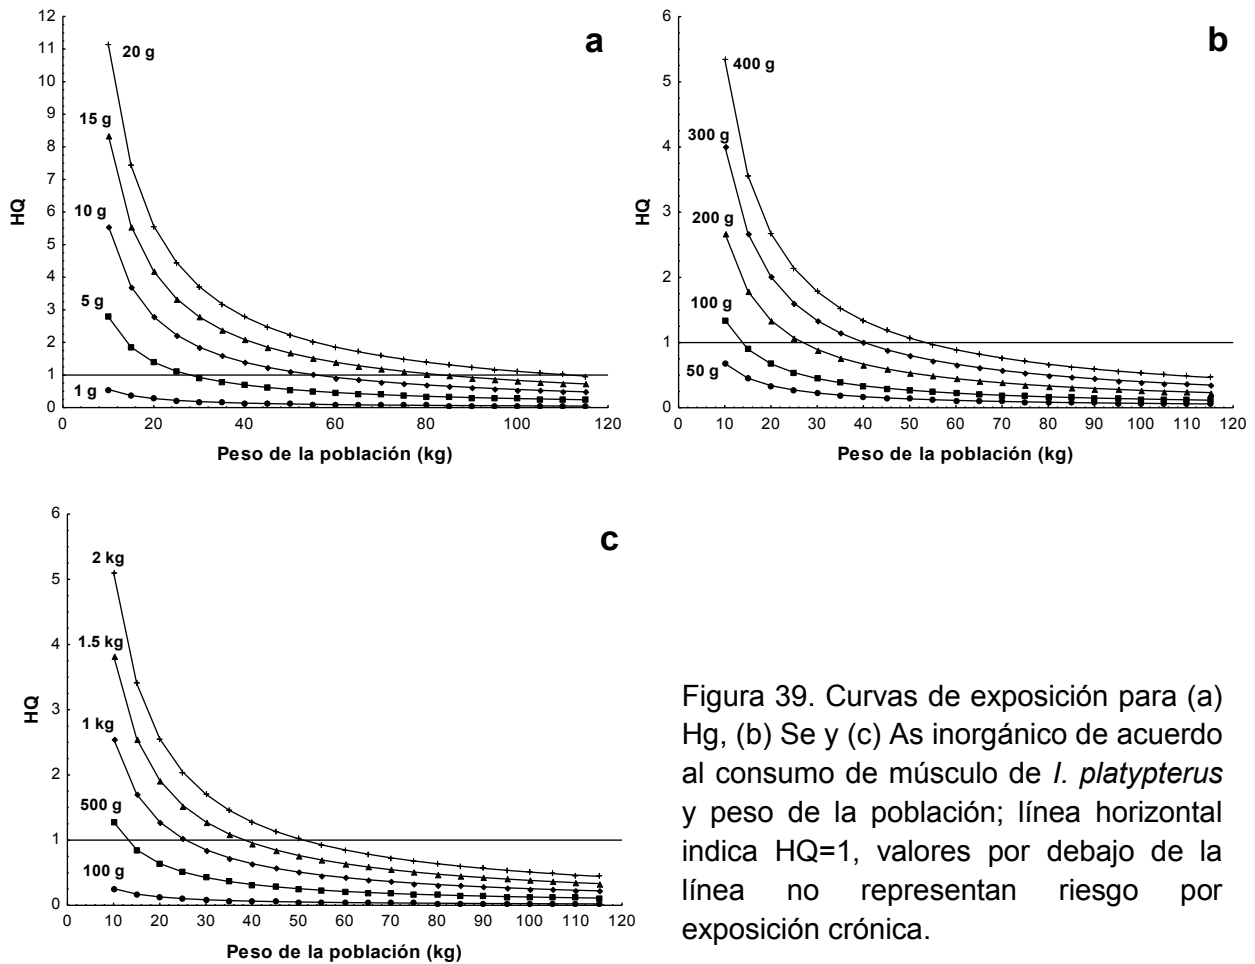 a
12
11
10
9
8
7
6
5
4
3
2
1
0
HQ
20 g
15 g
10 g
5 g
1 g
0 10 20 30 40 50 60 70 80 90 100 110 120
Peso de la población (kg)
b
6
5
4
3
2
1
0
HQ
400 g
300 g
200 g
100 g
50 g
0 10 20 30 40 50 60 70 80 90 100 110 120
Peso de la población (kg)
c
6
5
4
3
2
1
0
HQ
2 kg
1.5 kg
1 kg
500 g
100 g
0 10 20 30 40 50 60 70 80 90 100 110 120
Peso de la población (kg)
Figura 39. Curvas de exposición para (a)
Hg, (b) Se y (c) As inorgánico de acuerdo
al consumo de músculo de I. platypterus
y peso de la población; línea horizontal
indica HQ=1, valores por debajo de la
línea no representan riesgo por
exposición crónica.